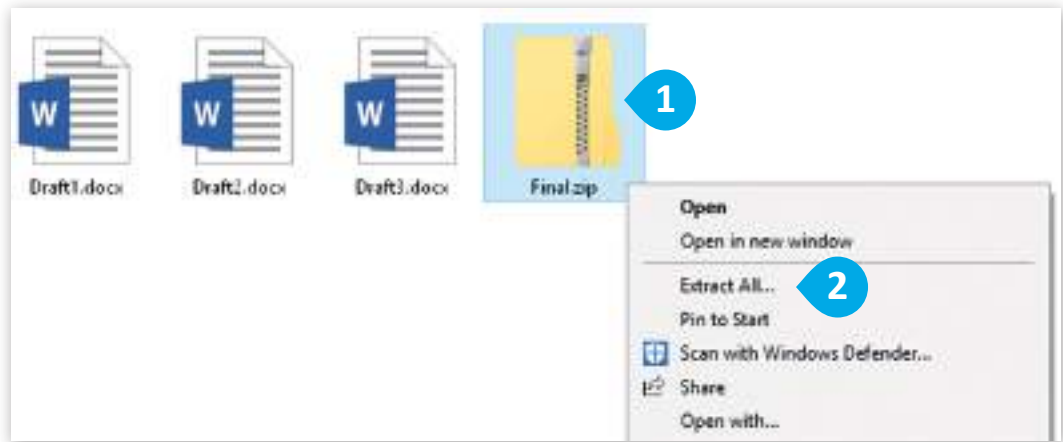 W
W
W
1
Draft1.docx
Draft2.docx
Draft3.docx
Final.zip
Open
Open in new window
Extract All...
2
Pin to Start
Scan with Windows Defender...
Share
Open with...